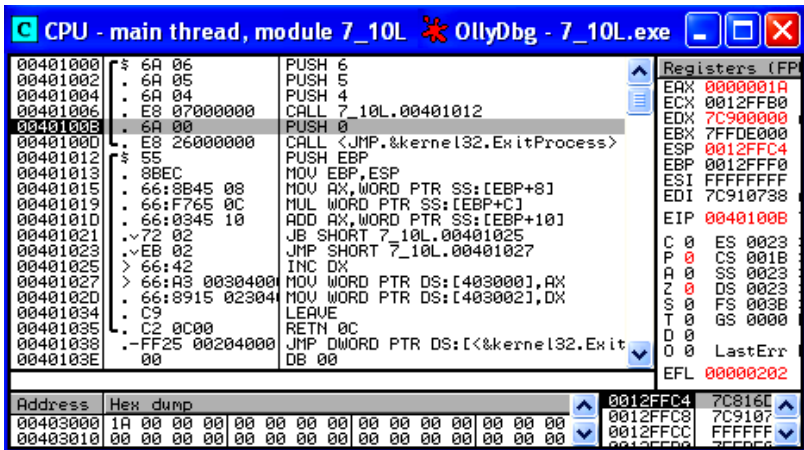 C CPU - main thread, module 7_10L OllyDbg - 7_10L.exe
00401000 $ 6A 06 PUSH 6
00401002 . 6A 05 PUSH 5
00401004 . 6A 04 PUSH 4
00401006 . E8 07000000 CALL 7_10L.00401012
0040100B . 6A 00 PUSH 0
0040100D . E8 26000000 CALL <JMP.&kernel32.ExitProcess>
00401012 $ 55 PUSH EBP
00401013 . 8BEC MOV EBP,ESP
00401015 . 66:8B45 08 MOV AX,WORD PTR SS:[EBP+8]
00401019 . 66:F765 0C MUL WORD PTR SS:[EBP+C]
0040101D . 66:0345 10 ADD AX,WORD PTR SS:[EBP+10]
00401021 .v72 02 JB SHORT 7_10L.00401025
00401023 .vEB 02 JMP SHORT 7_10L.00401027
00401025 > 66:42 INC DX
00401027 > 66:A3 00304000 MOV WORD PTR DS:[403000],AX
0040102D . 66:8915 02304 MOV WORD PTR DS:[403002],DX
00401034 . C9 LEAVE
00401035 . C2 0C00 RETN 0C
00401038 .-FF25 00204000 JMP DWORD PTR DS:[<&kernel32.Exit
0040103E 00 DB 00
Registers (FP
EAX 0000001A
ECX 0012FFB0
EDX 7C900000
EBX 7FFDE000
ESP 0012FFC4
EBP 0012FFF0
ESI FFFFFFFF
EDI 7C910738
EIP 0040100B
C 0 ES 0023
P 0 CS 001B
A 0 SS 0023
Z 0 DS 0023
S 0 FS 003B
T 0 GS 0000
D 0
O 0 LastErr
EFL 00000202
Address Hex dump
00403000 1A 00 00 00 00 00 00 00 00 00 00 00 00 00
00403010 00 00 00 00 00 00 00 00 00 00 00 00 00 00
0012FFC4 7C816
0012FFC8 7C9107
0012FFCC FFFFFF